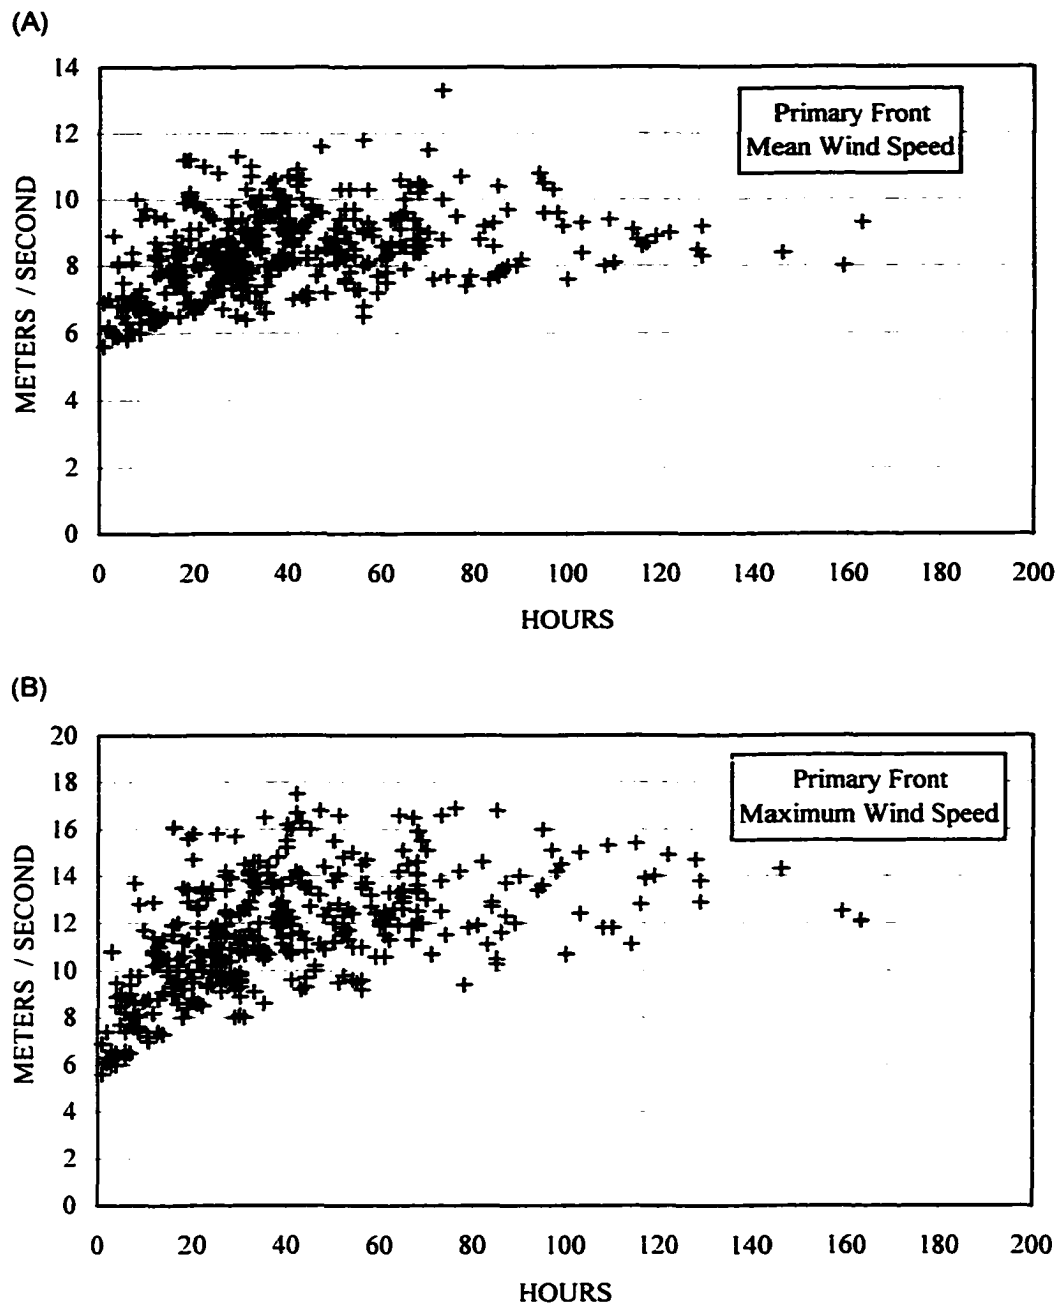 (A)
14
12
10
8
6
4
2
0
METERS / SECOND
Primary Front
Mean Wind Speed
0 20 40 60 80 100 120 140 160 180 200
HOURS
(B)
20
18
16
14
12
10
8
6
4
2
0
METERS / SECOND
Primary Front
Maximum Wind Speed
0 20 40 60 80 100 120 140 160 180 200
HOURS